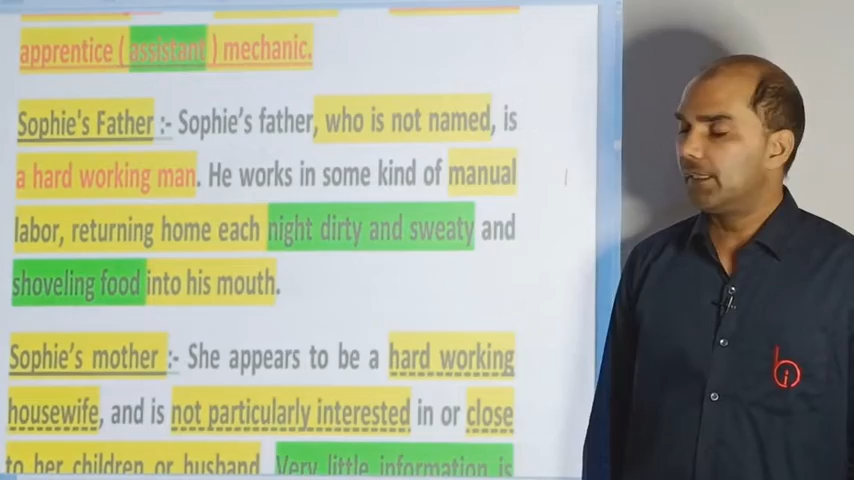 apprentice ( assistant ) mechanic.
Sophie's Father :- Sophie's father, who is not named, is
a hard working man. He works in some kind of manual
labor, returning home each night dirty and sweaty and
shoveling food into his mouth.
Sophie's mother :- She appears to be a hard working
housewife, and is not particularly interested in or close
to her children or husband Very little information is